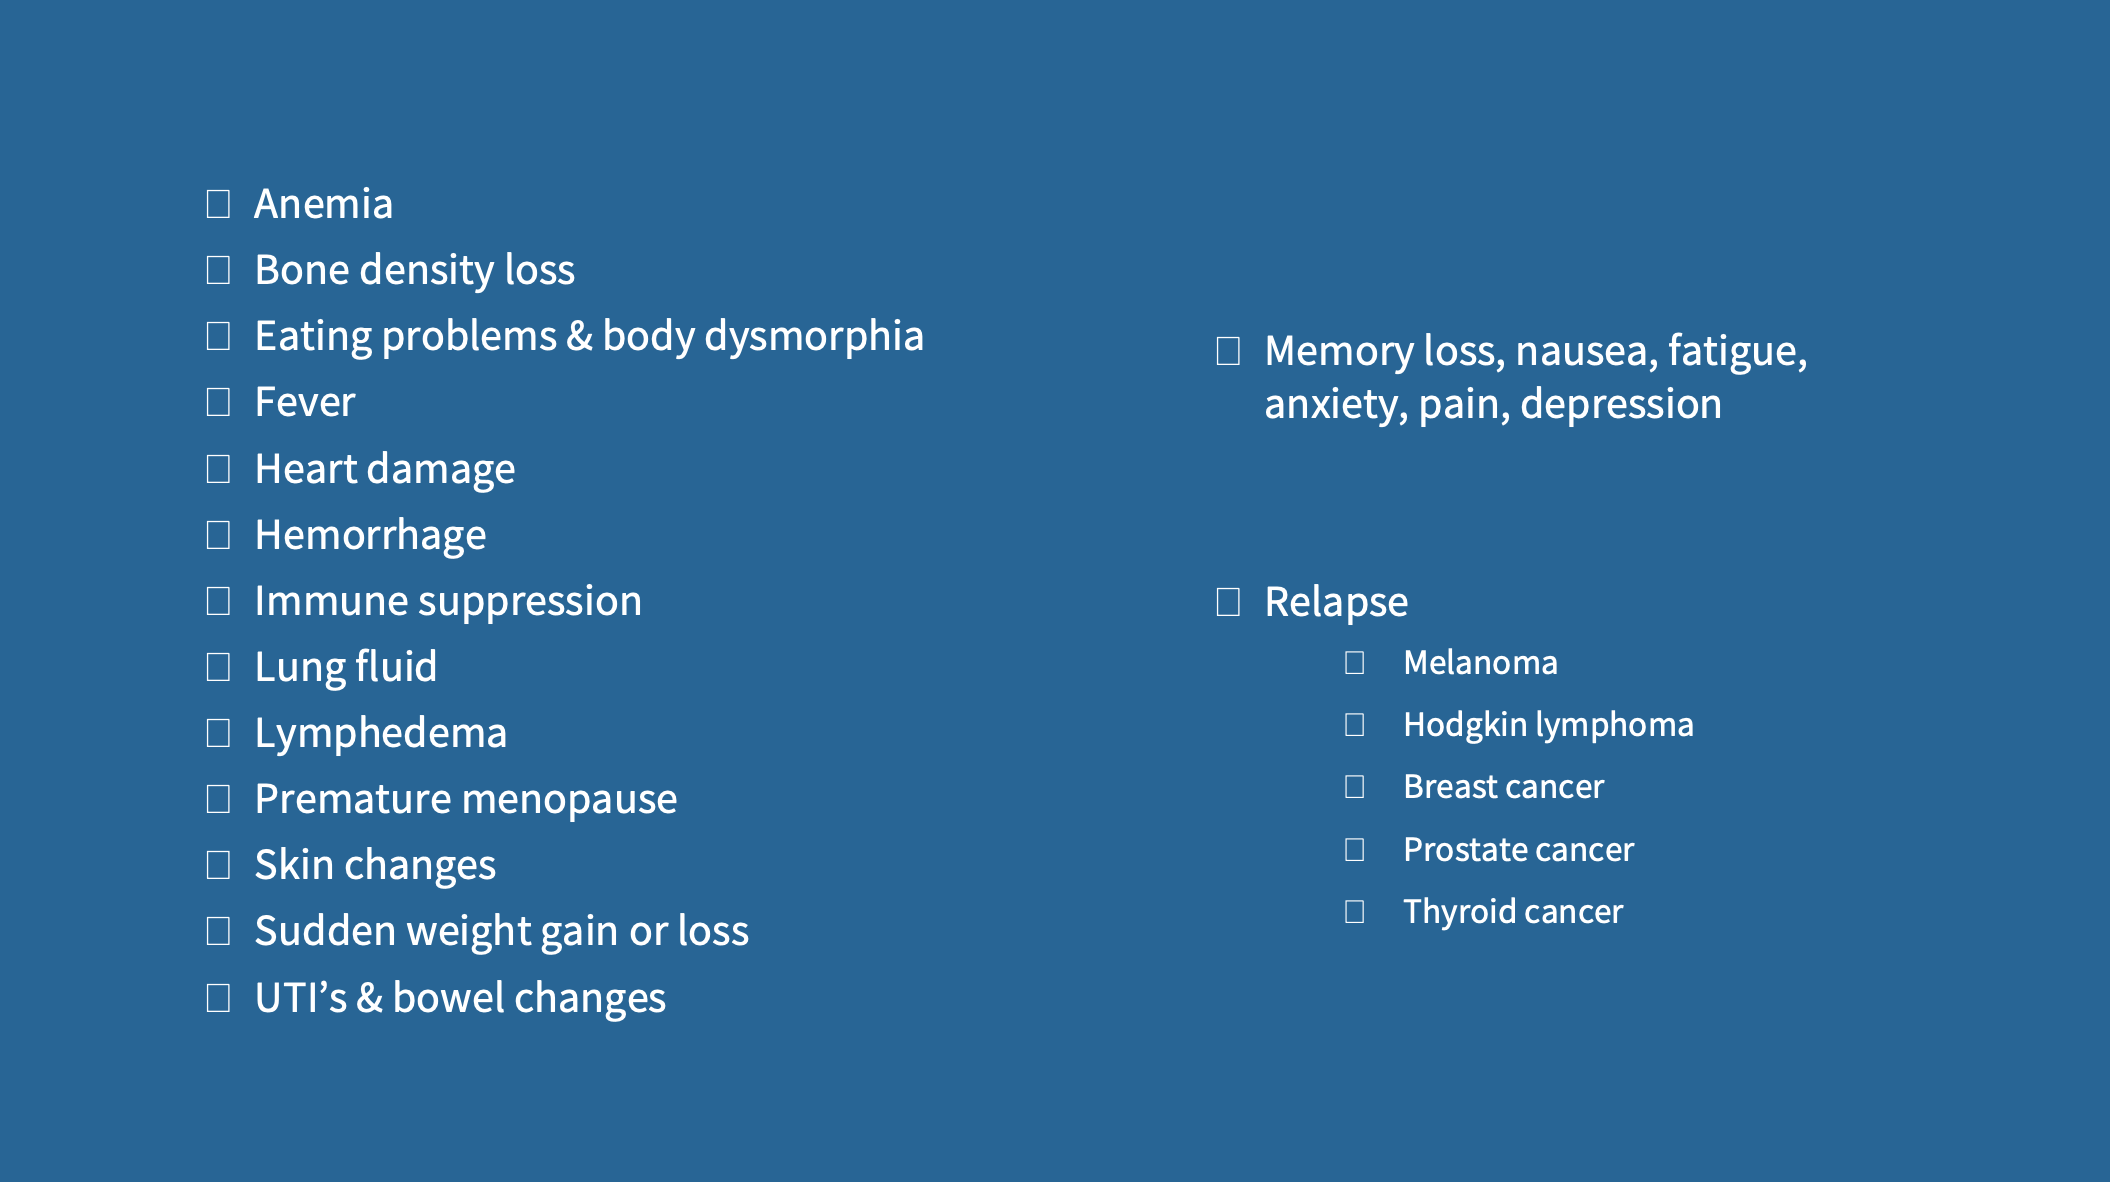 Anemia
Bone density loss
Eating problems & body dysmorphia
Fever
Heart damage
Hemorrhage
Immune suppression
Lung fluid
Lymphedema
Premature menopause
Skin changes
Sudden weight gain or loss
UTI’s & bowel changes
Memory loss, nausea, fatigue,
anxiety, pain, depression
Relapse
Melanoma
Hodgkin lymphoma
Breast cancer
Prostate cancer
Thyroid cancer